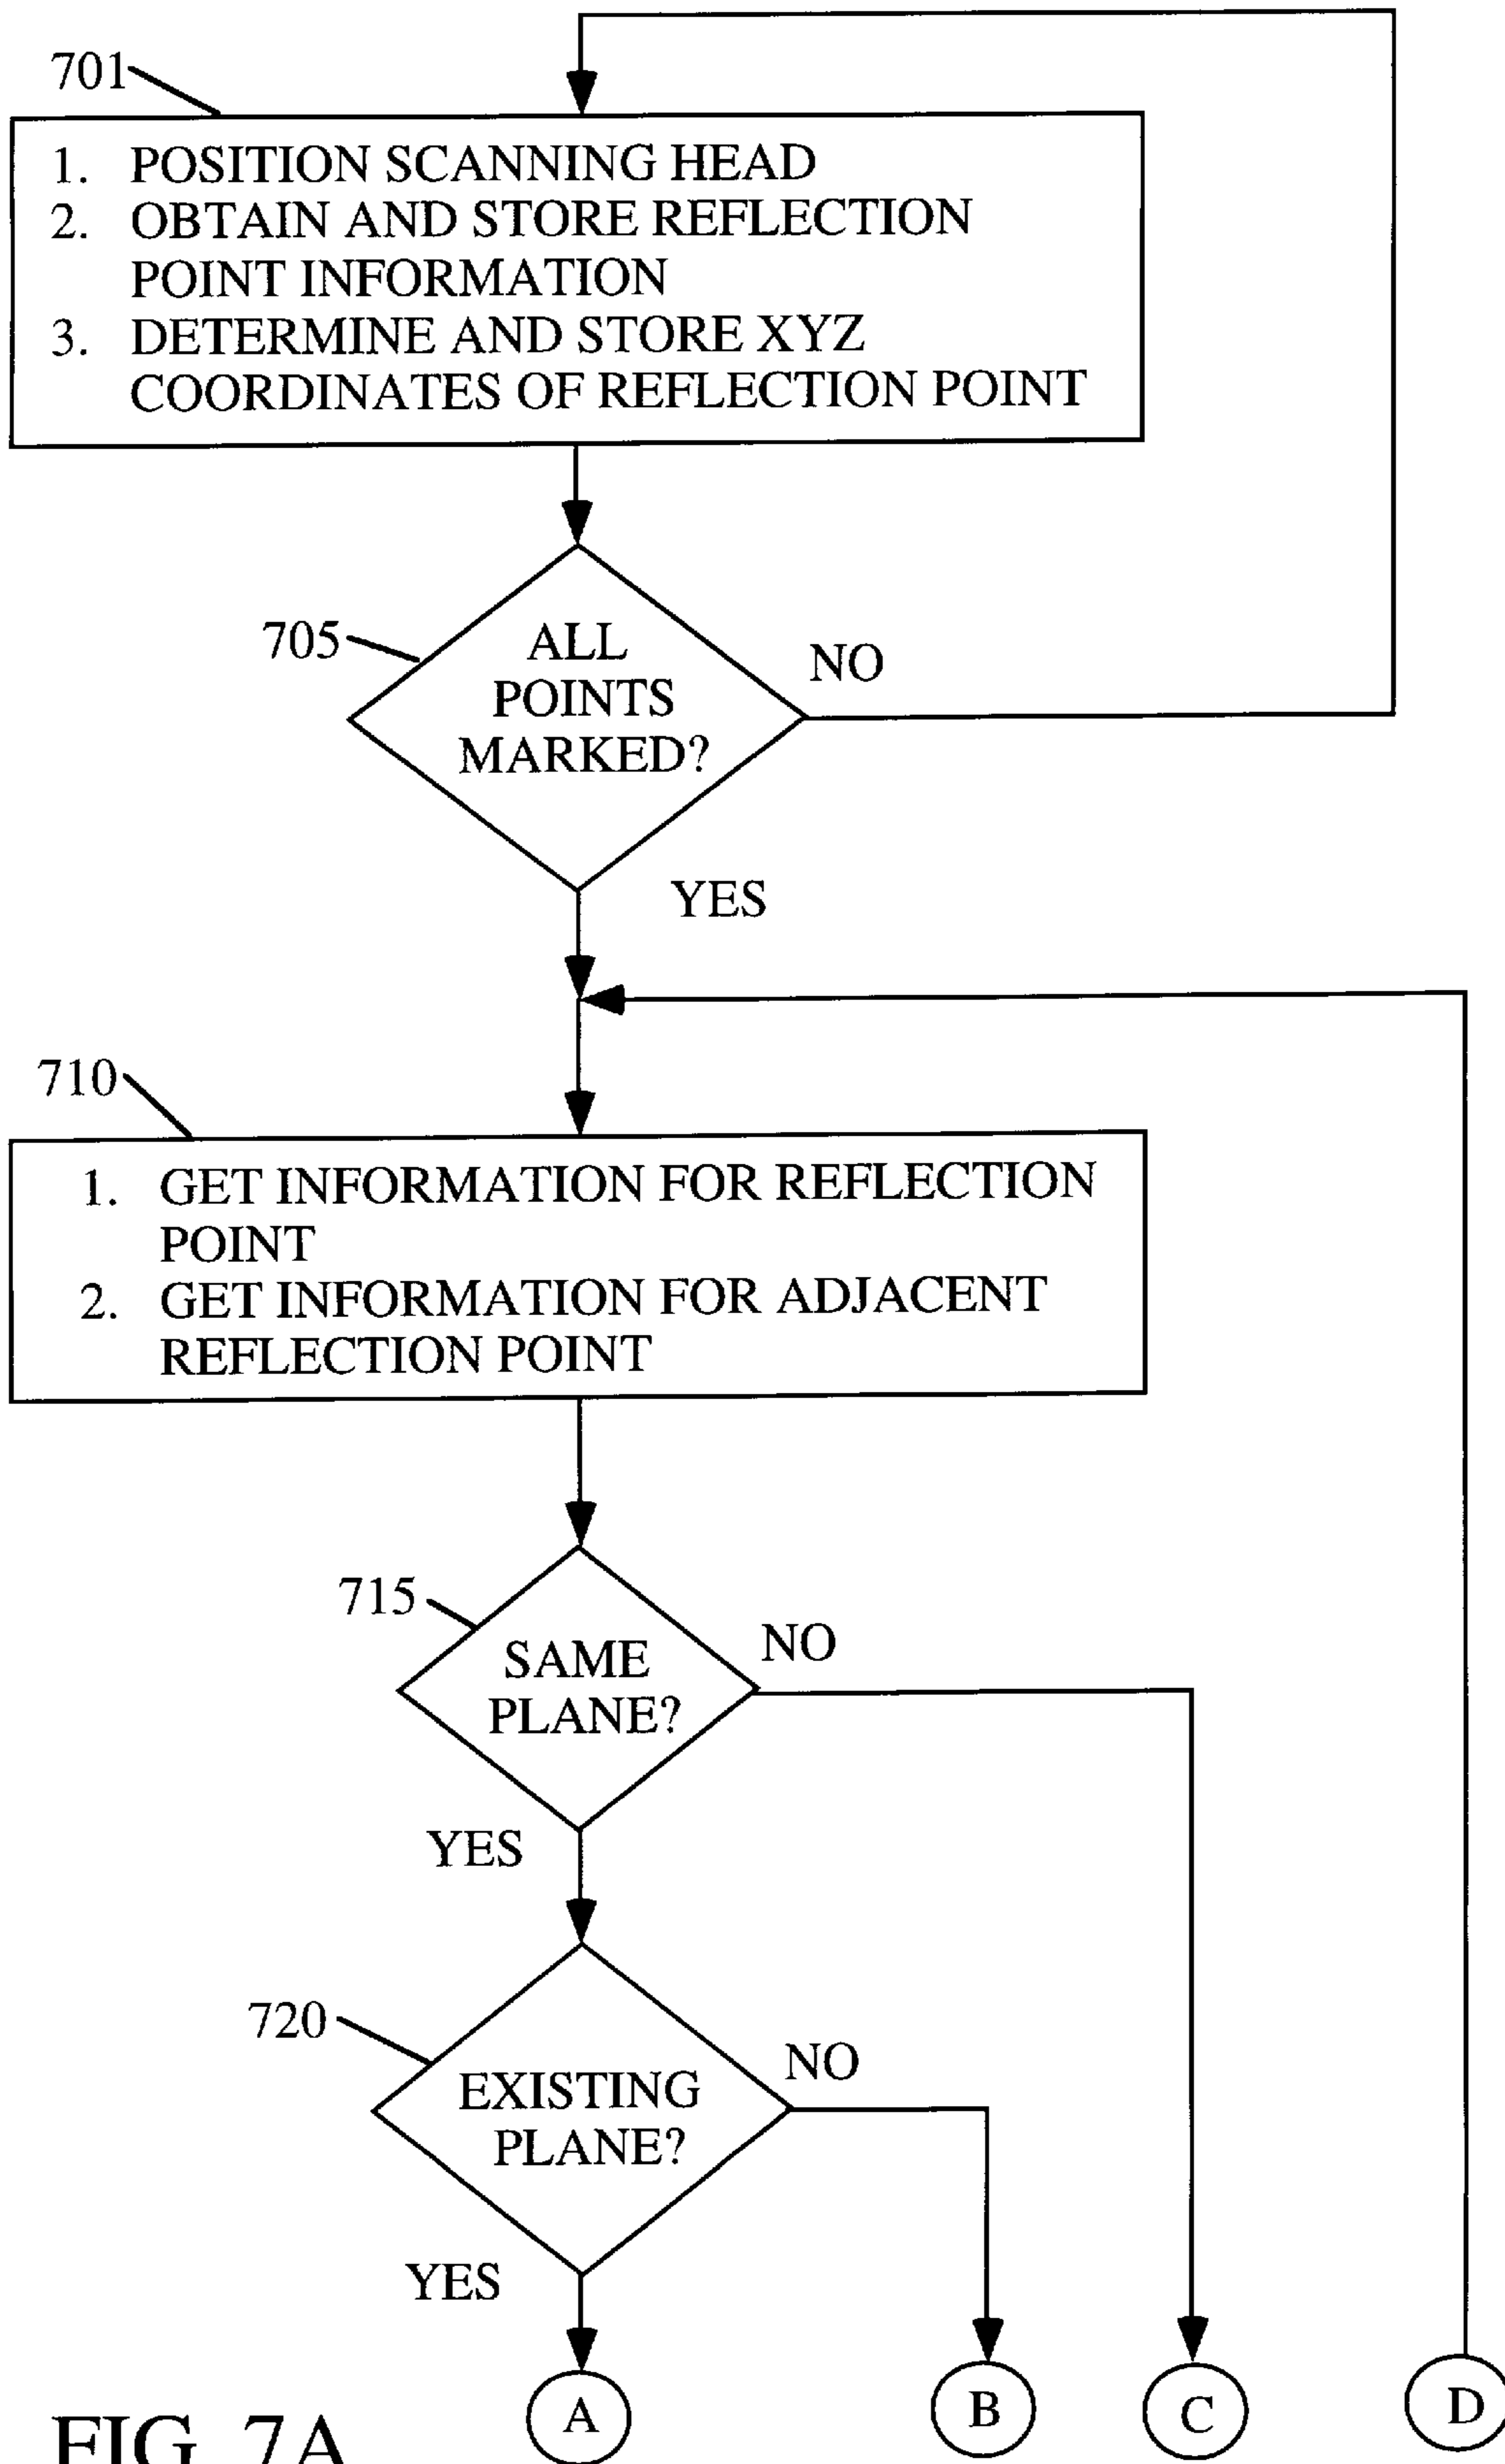 701
1. POSITION SCANNING HEAD
2. OBTAIN AND STORE REFLECTION
POINT INFORMATION
3. DETERMINE AND STORE XYZ
COORDINATES OF REFLECTION POINT
705
ALL
POINTS
MARKED?
NO
YES
710
1. GET INFORMATION FOR REFLECTION
POINT
2. GET INFORMATION FOR ADJACENT
REFLECTION POINT
715
SAME
PLANE?
NO
YES
720
EXISTING
PLANE?
NO
YES
A
B
C
D
FIG. 7A